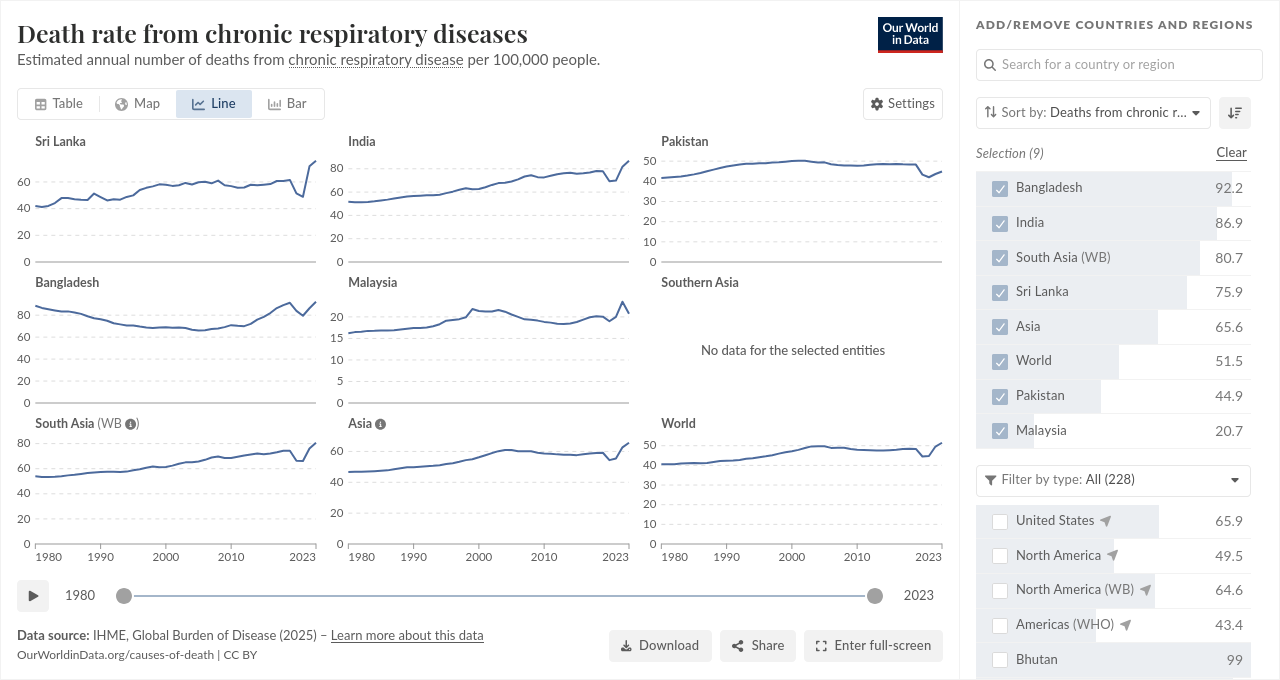 Death rate from chronic respiratory diseases
Estimated annual number of deaths from chronic respiratory disease per 100,000 people.
Our World
in Data
Table
Map
Line
Bar
Settings
Sri Lanka
60
40
20
0
India
80
60
40
20
0
Pakistan
50
40
30
20
10
0
Bangladesh
80
60
40
20
0
Malaysia
20
15
10
5
0
Southern Asia
No data for the selected entities
South Asia (WB)
80
60
40
20
0
1980 1990 2000 2010 2023
Asia
60
40
20
0
1980 1990 2000 2010 2023
World
50
40
30
20
10
0
1980 1990 2000 2010 2023
1980
2023
Data source: IHME, Global Burden of Disease (2025) – Learn more about this data
OurWorldinData.org/causes-of-death | CC BY
Download
Share
Enter full-screen
ADD/REMOVE COUNTRIES AND REGIONS
Search for a country or region
Sort by: Deaths from chronic r...
Selection (9)
Clear
Bangladesh 92.2
India 86.9
South Asia (WB) 80.7
Sri Lanka 75.9
Asia 65.6
World 51.5
Pakistan 44.9
Malaysia 20.7
Filter by type: All (228)
United States 65.9
North America 49.5
North America (WB) 64.6
Americas (WHO) 43.4
Bhutan 99